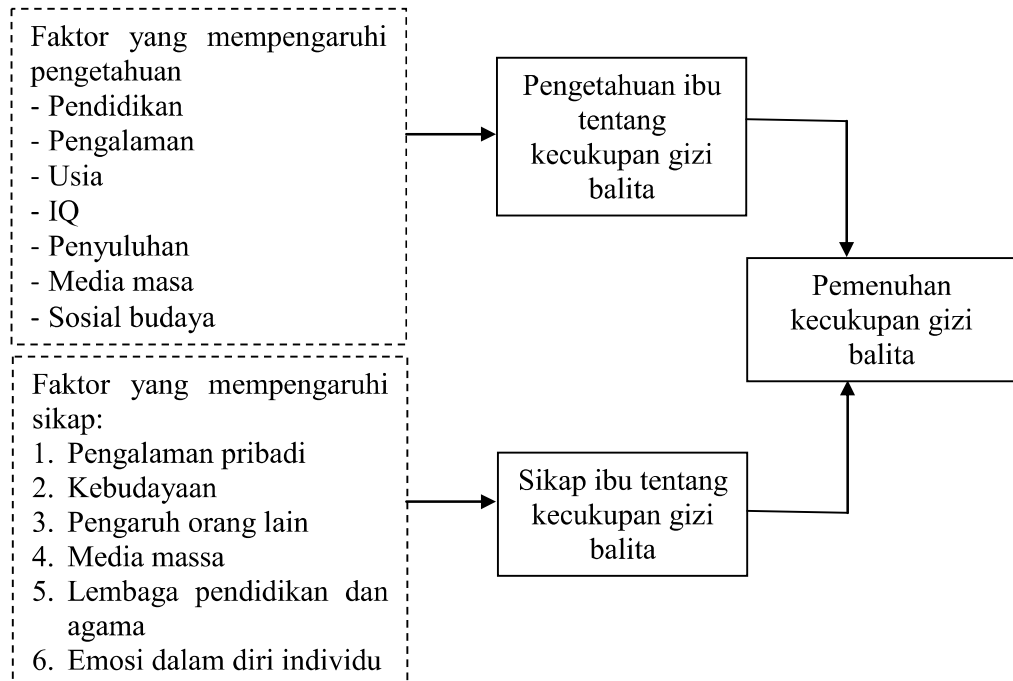 Faktor yang mempengaruhi
pengetahuan
- Pendidikan
- Pengalaman
- Usia
- IQ
- Penyuluhan
- Media masa
- Sosial budaya
Pengetahuan ibu
tentang
kecukupan gizi
balita
Pemenuhan
kecukupan gizi
balita
Faktor yang mempengaruhi
sikap:
1. Pengalaman pribadi
2. Kebudayaan
3. Pengaruh orang lain
4. Media massa
5. Lembaga pendidikan dan
agama
6. Emosi dalam diri individu
Sikap ibu tentang
kecukupan gizi
balita